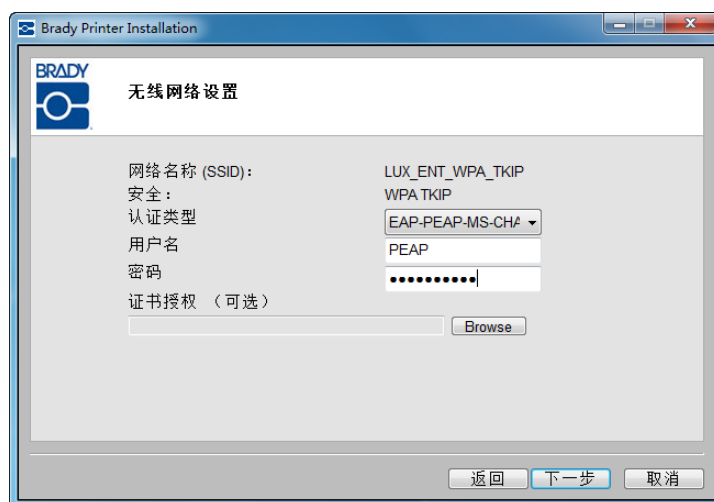 Brady Printer Installation
BRADY
无线网络设置
网络名称 (SSID): LUX_ENT_WPA_TKIP
安全: WPA TKIP
认证类型 EAP-PEAP-MS-CHA
用户名 PEAP
密码 ●●●●●●●●●●
证书授权 （可选）
Browse
返回 下一步 取消